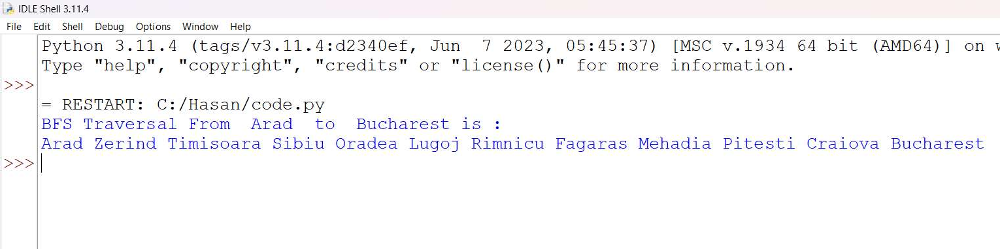 IDLE Shell 3.11.4
File Edit Shell Debug Options Window Help
Python 3.11.4 (tags/v3.11.4:d2340ef, Jun  7 2023, 05:45:37) [MSC v.1934 64 bit (AMD64)] on
Type "help", "copyright", "credits" or "license()" for more information.
>>>
= RESTART: C:/Hasan/code.py
BFS Traversal From  Arad  to  Bucharest is :
Arad Zerind Timisoara Sibiu Oradea Lugoj Rimnicu Fagaras Mehadia Pitesti Craiova Bucharest
>>>